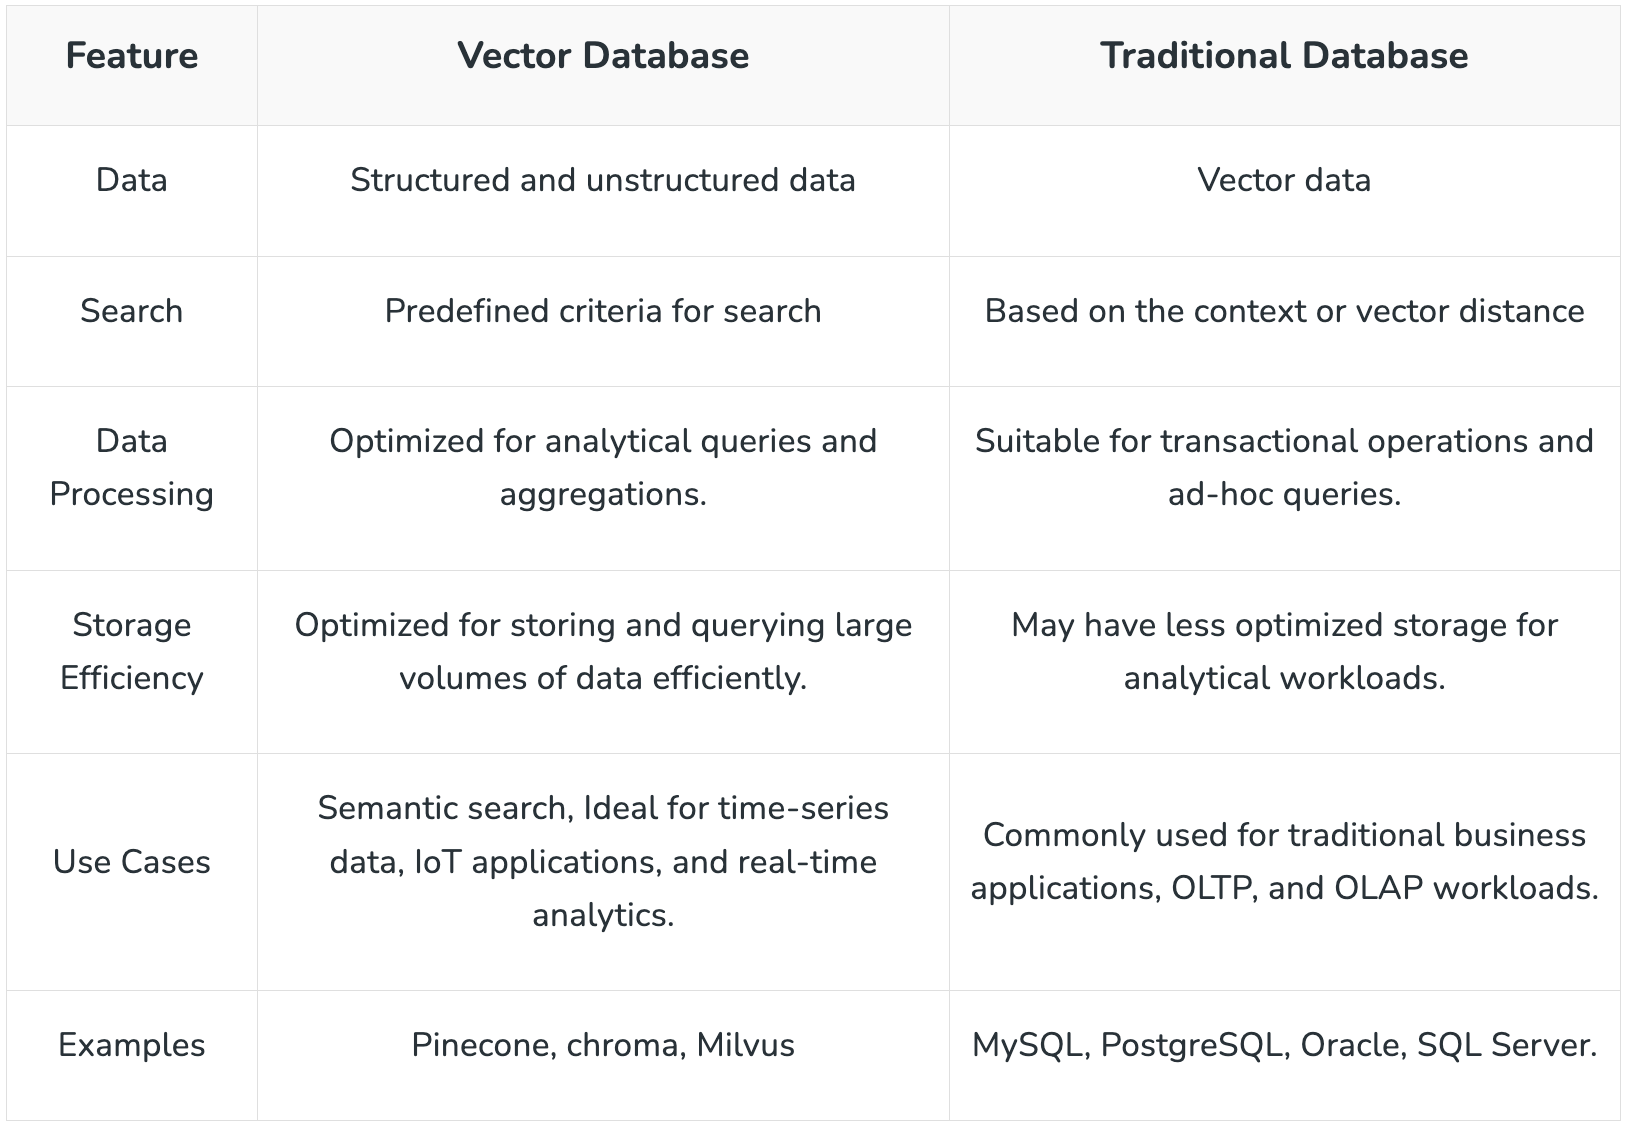 Feature
Vector Database
Traditional Database
Data
Structured and unstructured data
Vector data
Search
Predefined criteria for search
Based on the context or vector distance
Data
Processing
Optimized for analytical queries and
aggregations.
Suitable for transactional operations and
ad-hoc queries.
Storage
Efficiency
Optimized for storing and querying large
volumes of data efficiently.
May have less optimized storage for
analytical workloads.
Use Cases
Semantic search, Ideal for time-series
data, IoT applications, and real-time
analytics.
Commonly used for traditional business
applications, OLTP, and OLAP workloads.
Examples
Pinecone, chroma, Milvus
MySQL, PostgreSQL, Oracle, SQL Server.